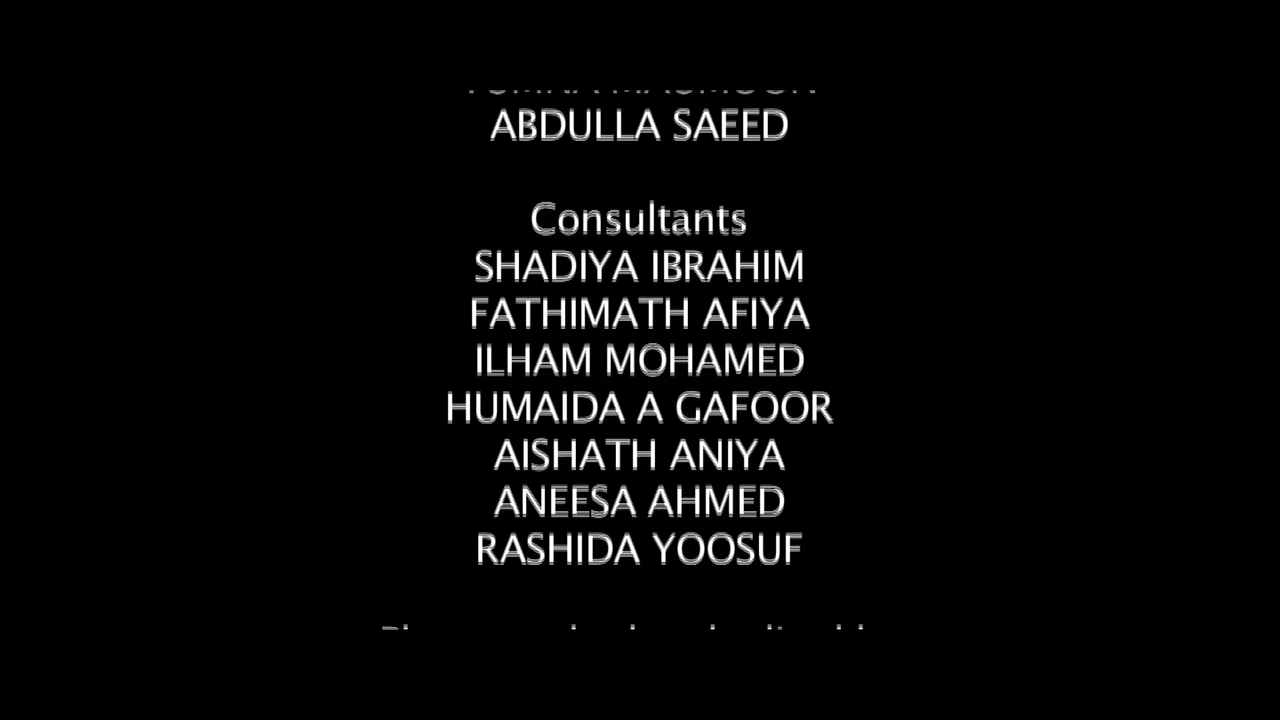 ABDULLA SAEED
Consultants
SHADIYA IBRAHIM
FATHIMATH AFIYA
ILHAM MOHAMED
HUMAIDA A GAFOOR
AISHATH ANIYA
ANEESA AHMED
RASHIDA YOOSUF